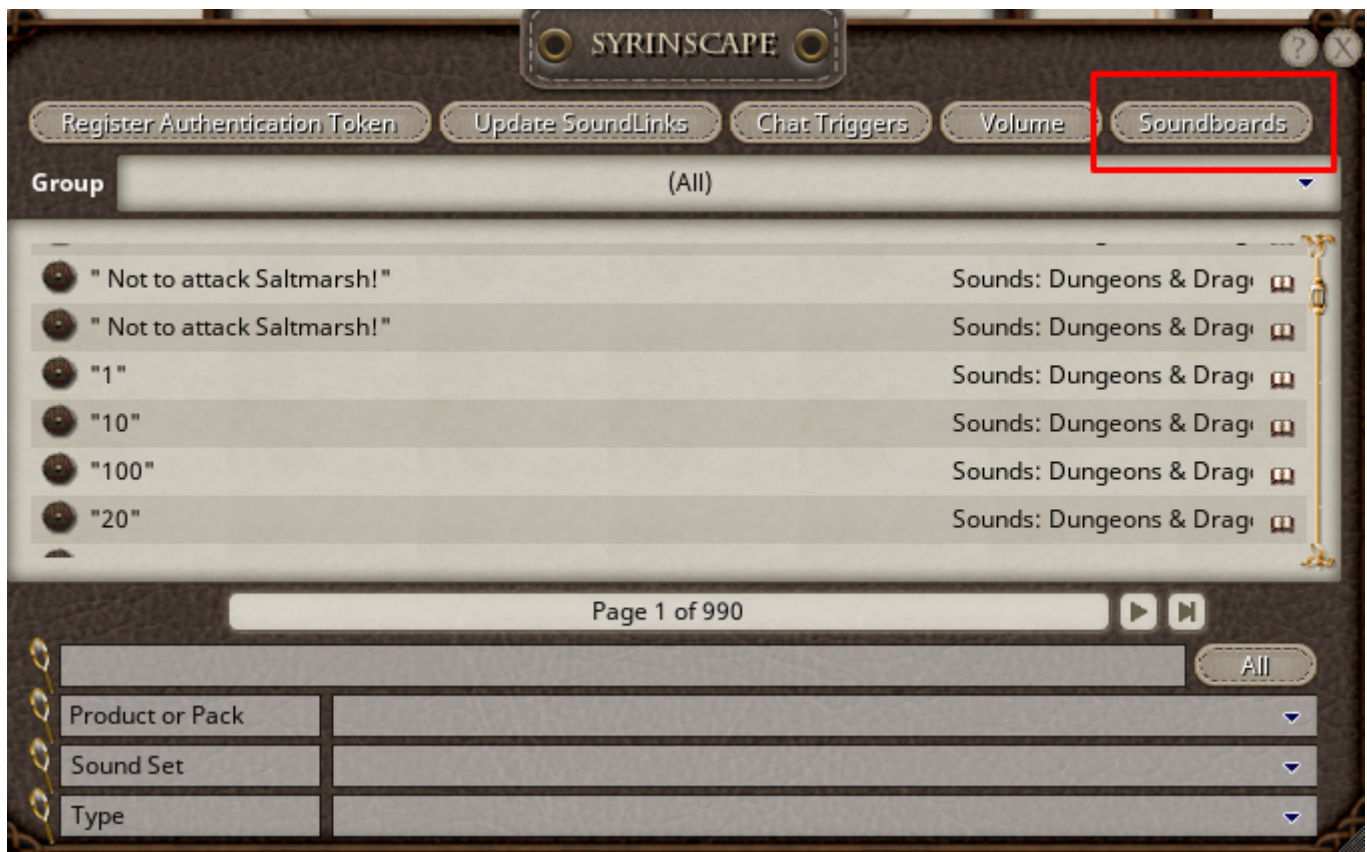 SYRINSCAPE
? X
Register Authentication Token Update SoundLinks Chat Triggers Volume Soundboards
Group (All)
" Not to attack Saltmarsh!" Sounds: Dungeons & Drag
" Not to attack Saltmarsh!" Sounds: Dungeons & Drag
"1" Sounds: Dungeons & Drag
"10" Sounds: Dungeons & Drag
"100" Sounds: Dungeons & Drag
"20" Sounds: Dungeons & Drag
Page 1 of 990
All
Product or Pack
Sound Set
Type